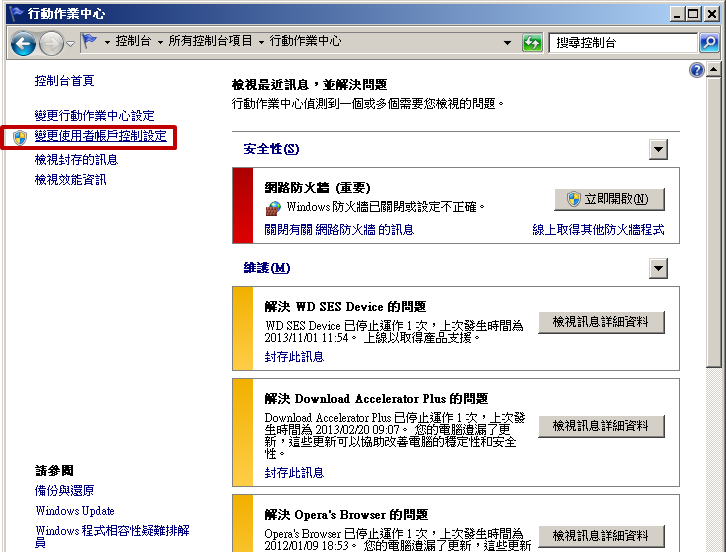 行動作業中心
控制台 所有控制台項目 行動作業中心
搜尋控制台
控制台首頁
變更行動作業中心設定
變更使用者帳戶控制設定
檢視封存的訊息
檢視效能資訊
檢視最近訊息，並解決問題
行動作業中心偵測到一個或多個需要您檢視的問題。
安全性(S)
網路防火牆 (重要)
Windows 防火牆已關閉或設定不正確。
立即開啟(N)
關閉有關 網路防火牆 的訊息
線上取得其他防火牆程式
維護(M)
解決 WD SES Device 的問題
WD SES Device 已停止運作 1 次，上次發生時間為
2013/11/01 11:54。 上線以取得產品支援。
檢視訊息詳細資料
封存此訊息
解決 Download Accelerator Plus 的問題
Download Accelerator Plus 已停止運作 1 次，上次發
生時間為 2013/02/20 09:07。 您的電腦遺漏了更
新，這些更新可以協助改善電腦的穩定性和安全
性。
檢視訊息詳細資料
封存此訊息
解決 Opera's Browser 的問題
Opera's Browser 已停止運作 1 次，上次發生時間為
2012/01/09 18:53。 您的電腦遺漏了更新，這些更新
檢視訊息詳細資料
請參閱
備份與還原
Windows Update
Windows 程式相容性疑難排解
員